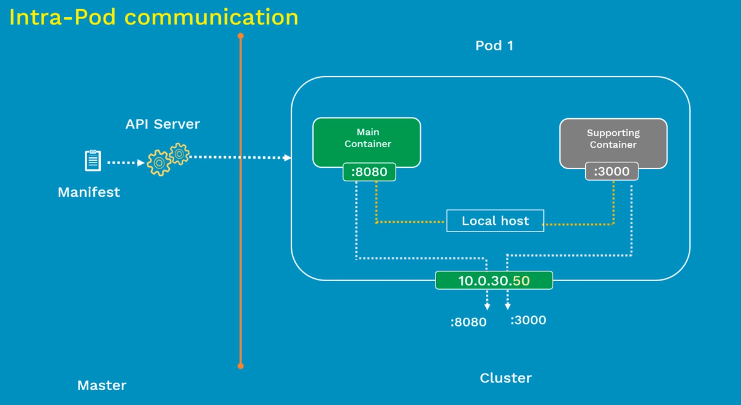 Intra-Pod communication
Pod 1
API Server
Main
Container
Supporting
Container
:8080
:3000
Manifest
Local host
10.0.30.50
:8080
:3000
Master
Cluster